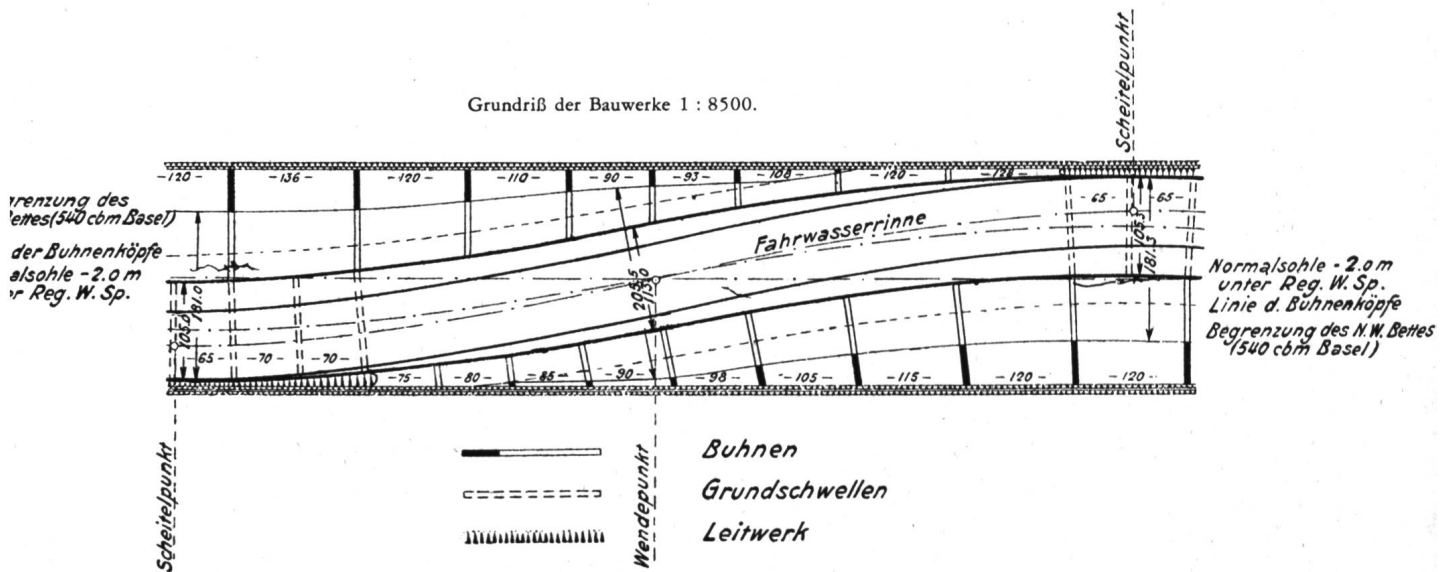 Grundriß der Bauwerke 1 : 8500.
Scheitelpunkt
-120- -136- -120- -110- -90- -93- -108- -120- -128-
renzung des
Bettes (540 cbm Basel)
der Buhnenköpfe
alsohle - 2.0 m
r Reg. W. Sp.
65 -65-
105.5
181.3
Fahrwasserrinne
105.0
181.0
150.0
Normalsohle - 2.0 m
unter Reg. W. Sp.
Linie d. Buhnenköpfe
Begrenzung des N.W. Bettes
(540 cbm Basel)
-65 -70 -70-
-75- -80 -85- -90- -98 -105 -115- -120 -120-
Scheitelpunkt
Wendepunkt
Buhnen
Grundschwellen
Leitwerk